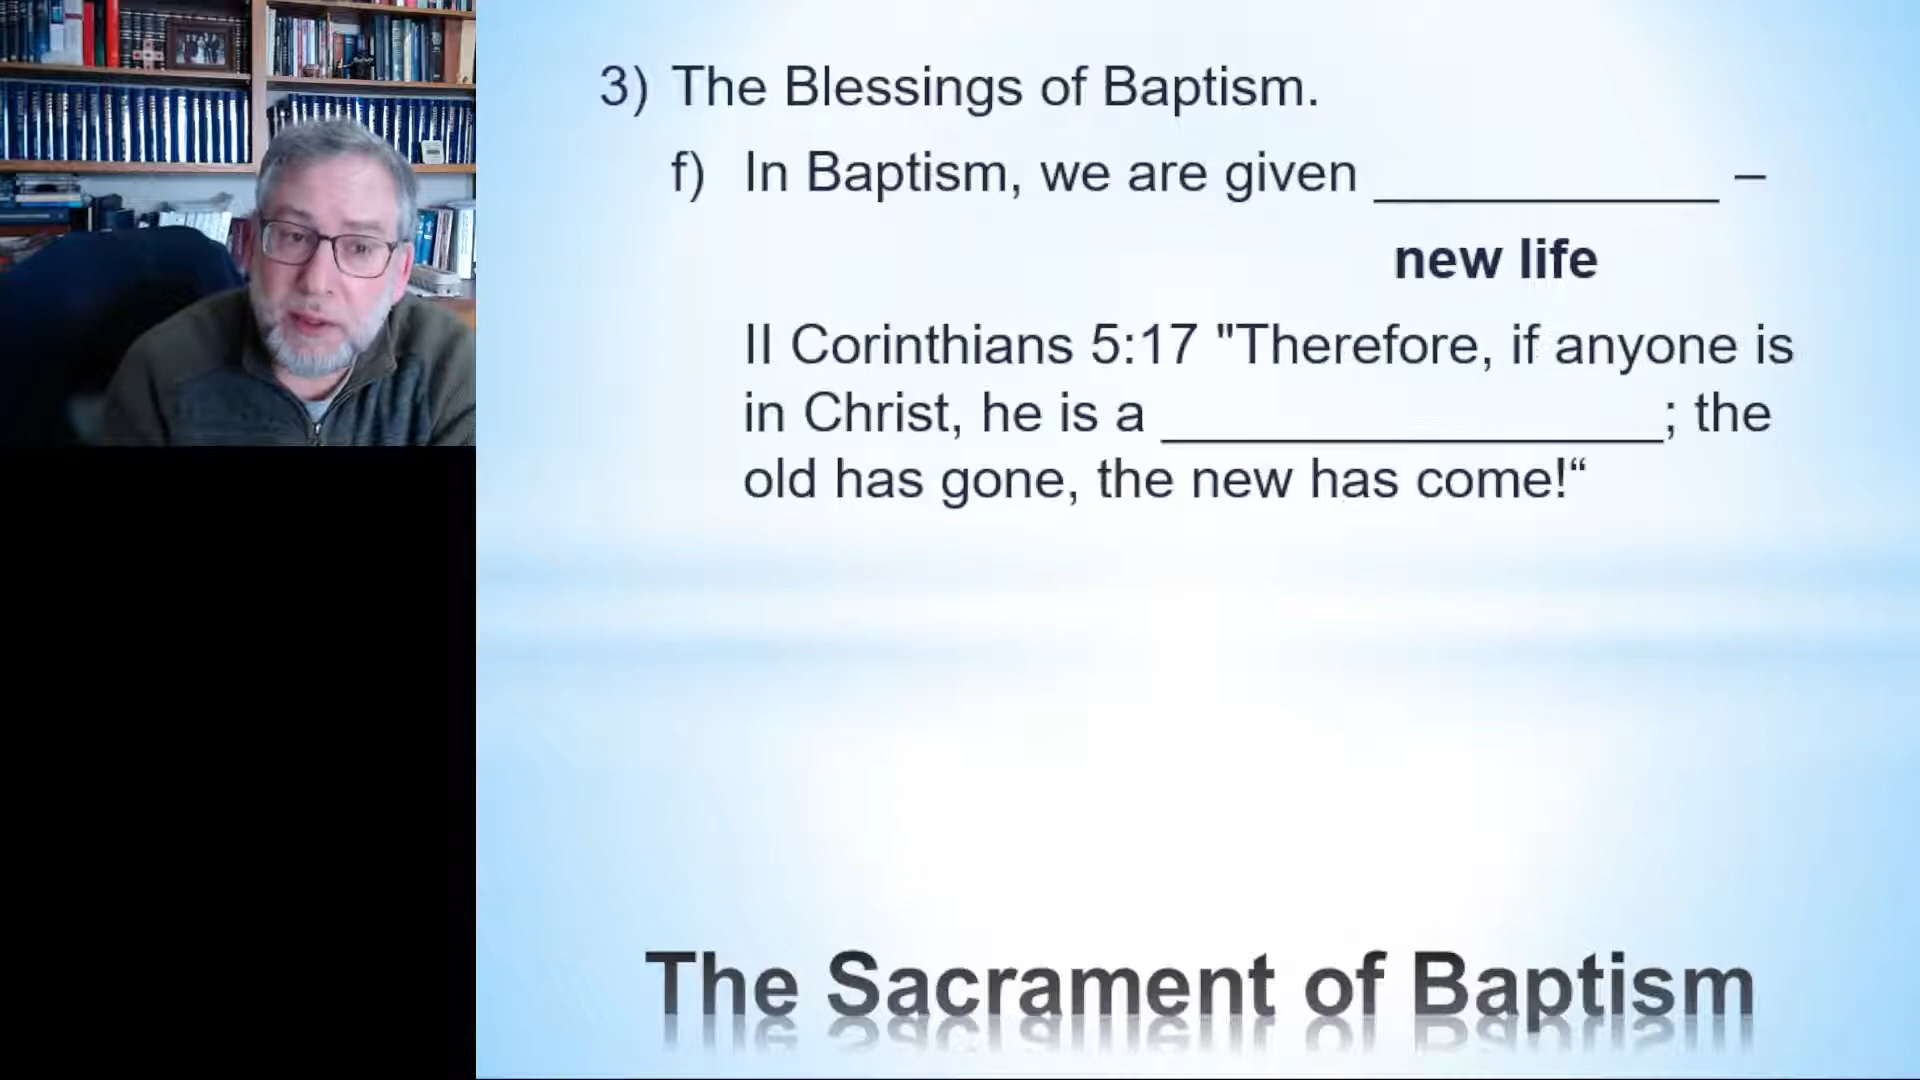 3) The Blessings of Baptism.
f) In Baptism, we are given ____________ –
new life
II Corinthians 5:17 "Therefore, if anyone is
in Christ, he is a _________________; the
old has gone, the new has come!“
The Sacrament of Baptism